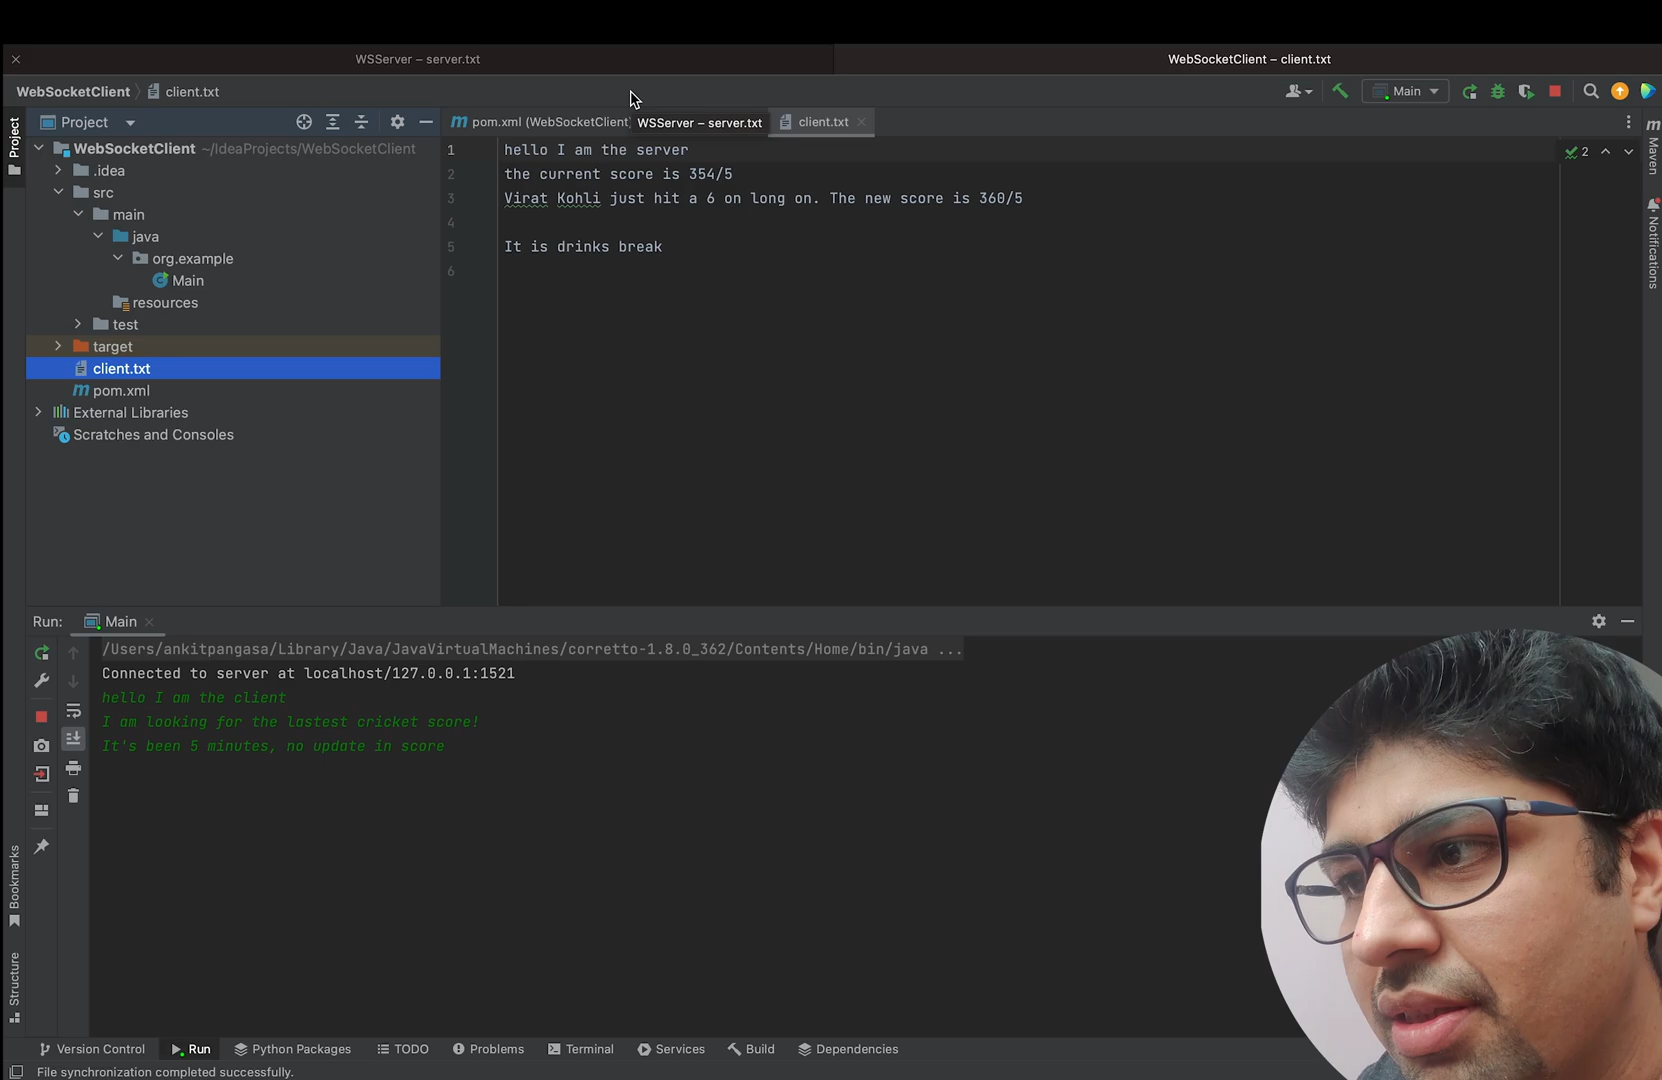 WSServer – server.txt
WebSocketClient – client.txt
WebSocketClient
client.txt
Main
Project
Project
pom.xml (WebSocketClient)
WSServer – server.txt
client.txt
Maven
Notifications
WebSocketClient ~/IdeaProjects/WebSocketClient
.idea
src
main
java
org.example
Main
resources
test
target
client.txt
pom.xml
External Libraries
Scratches and Consoles
1 hello I am the server
2 the current score is 354/5
3 Virat Kohli just hit a 6 on long on. The new score is 360/5
4
5 It is drinks break
6
2
Run:
Main
/Users/ankitpangasa/Library/Java/JavaVirtualMachines/corretto-1.8.0_362/Contents/Home/bin/java ...
Connected to server at localhost/127.0.0.1:1521
hello I am the client
I am looking for the lastest cricket score!
It's been 5 minutes, no update in score
Bookmarks
Structure
Version Control
Run
Python Packages
TODO
Problems
Terminal
Services
Build
Dependencies
File synchronization completed successfully.